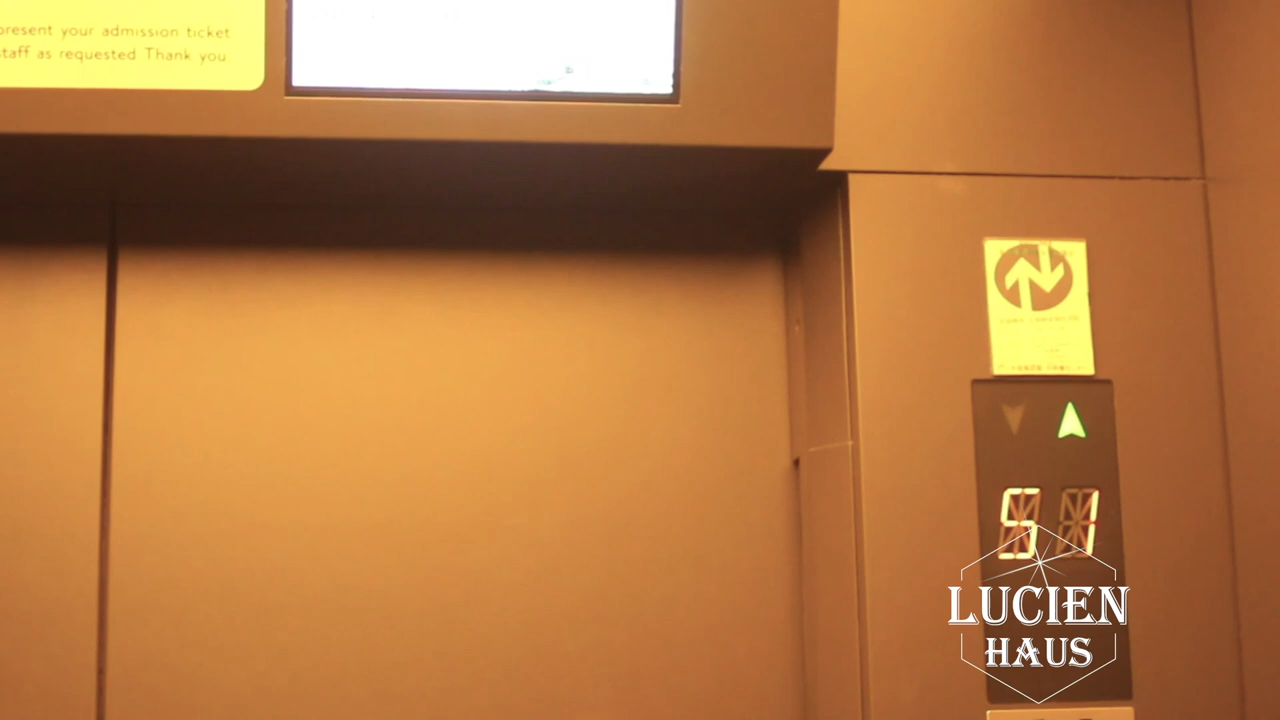 present your admission ticket
staff as requested Thank you
51
LUCIEN
HAUS